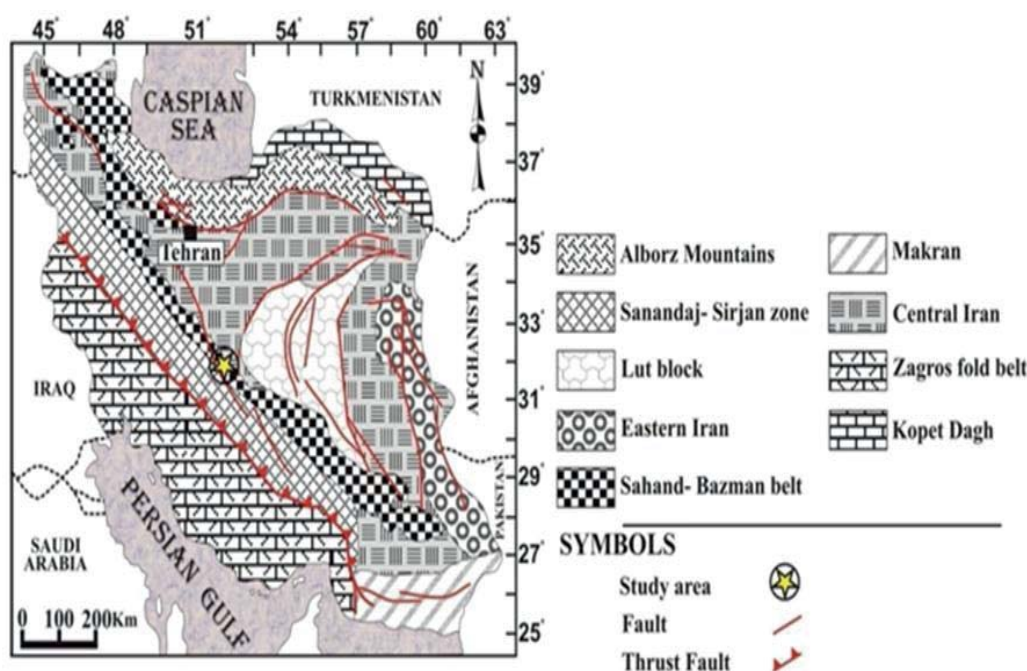 45° 48° 51° 54° 57° 60° 63°
CASPIAN
SEA
TURKMENISTAN
N
39°
37°
35°
33°
31°
29°
27°
25°
Tehran
AFGHANISTAN
IRAQ
PAKISTAN
PERSIAN GULF
SAUDI
ARABIA
0 100 200Km
Alborz Mountains
Sanandaj- Sirjan zone
Lut block
Eastern Iran
Sahand- Bazman belt
Makran
Central Iran
Zagros fold belt
Kopet Dagh
SYMBOLS
Study area
Fault
Thrust Fault